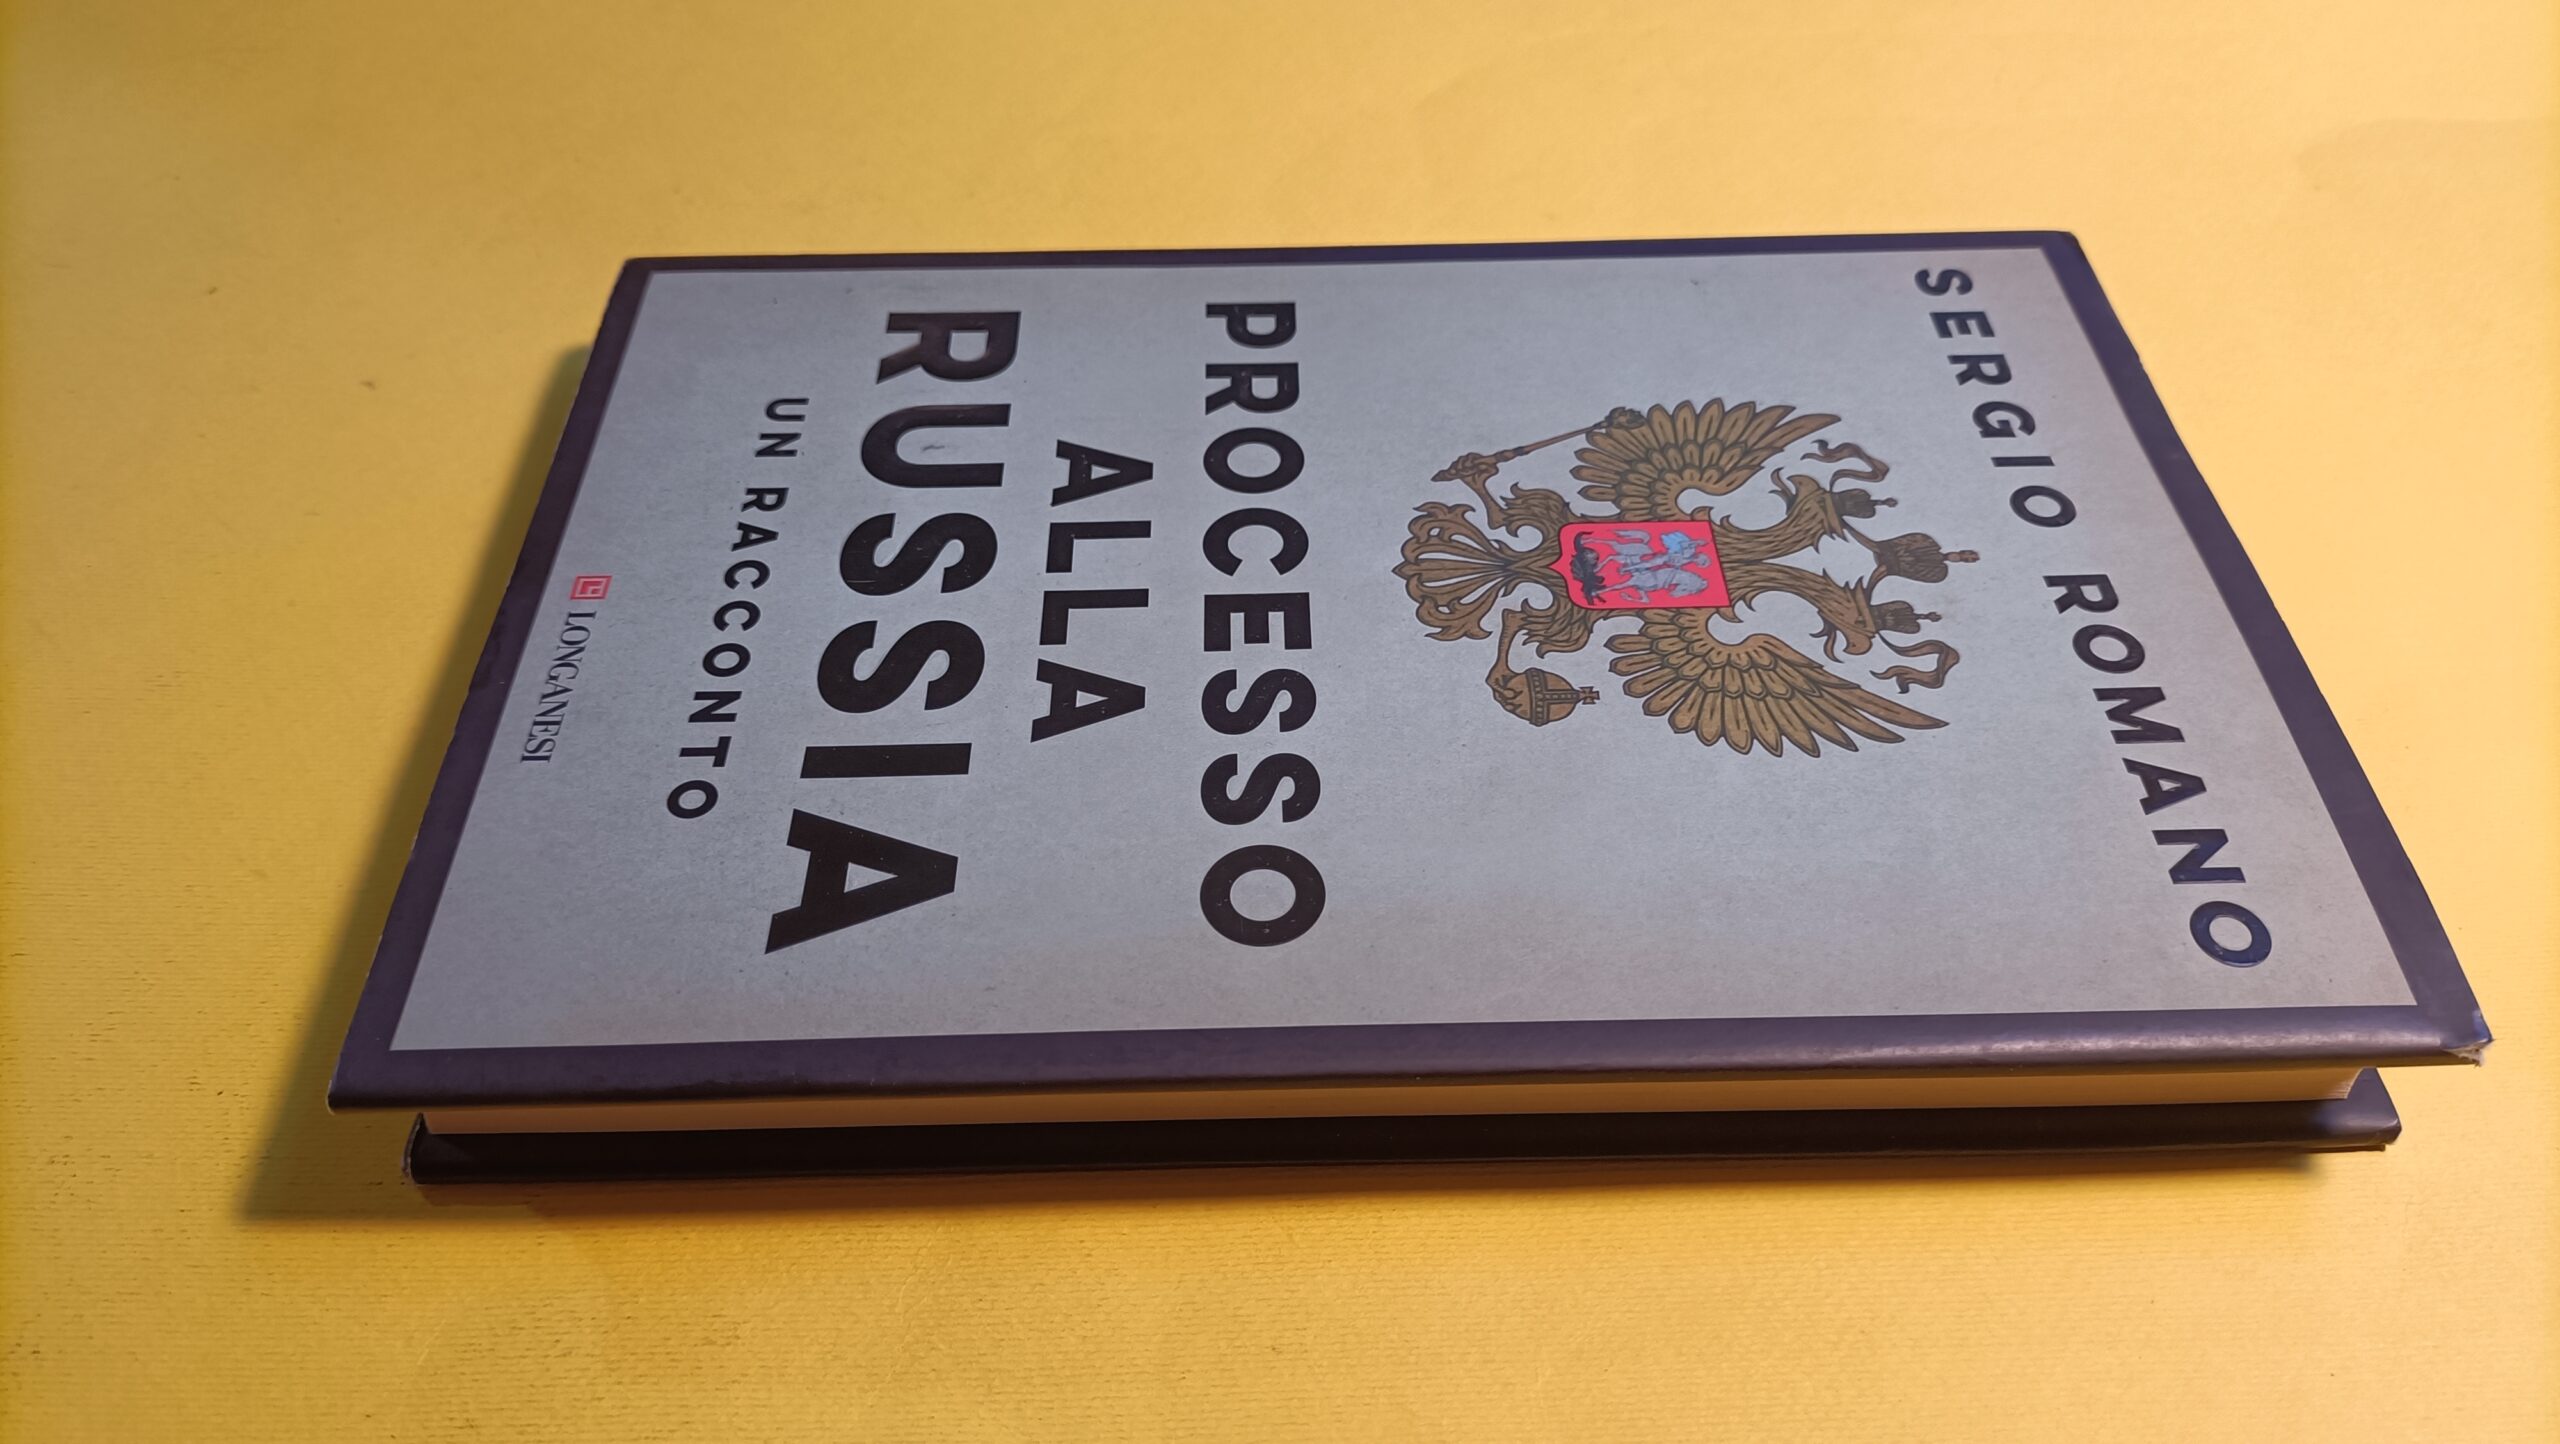 SERGIO ROMANO
PROCESSO
ALLA
RUSSIA
UN RACCONTO
LONGANESI